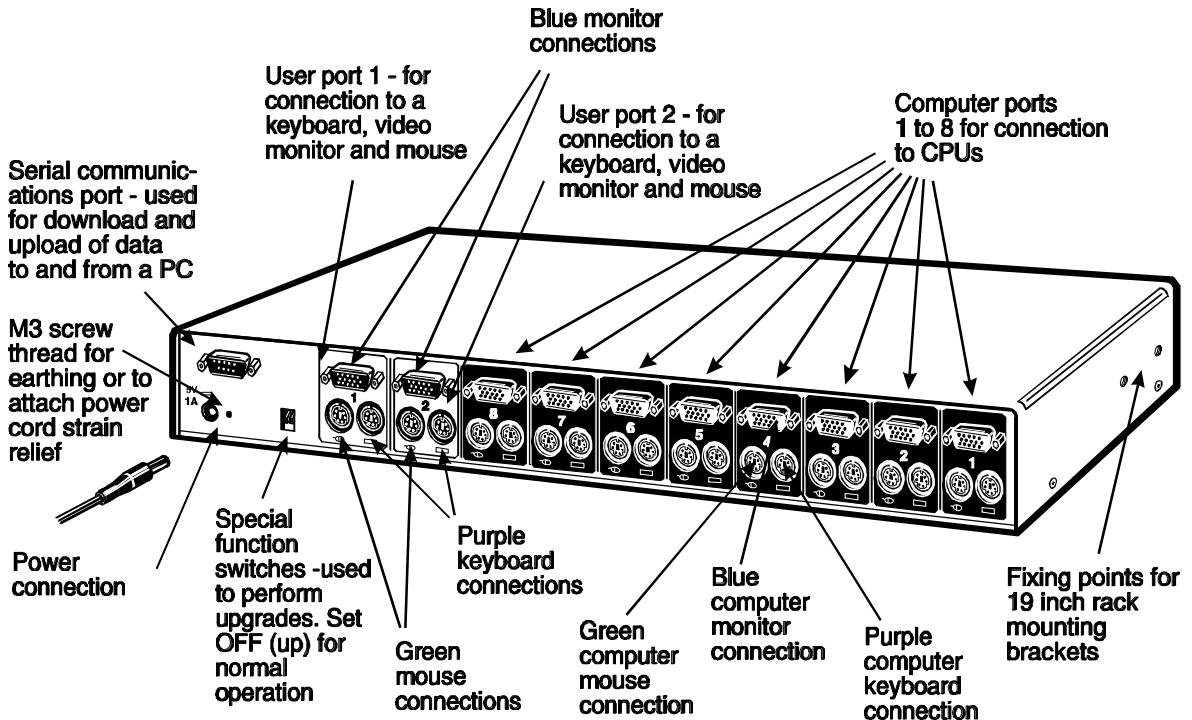 Blue monitor
connections
User port 1 - for
connection to a
keyboard, video
monitor and mouse
User port 2 - for
connection to a
keyboard, video
monitor and mouse
Computer ports
1 to 8 for connection
to CPUs
Serial communic-
ations port - used
for download and
upload of data
to and from a PC
M3 screw
thread for
earthing or to
attach power
cord strain
relief
9V
1A
1
2
8
7
6
5
4
3
2
1
Power
connection
Special
function
switches -used
to perform
upgrades. Set
OFF (up) for
normal
operation
Purple
keyboard
connections
Green
mouse
connections
Green
computer
mouse
connection
Blue
computer
monitor
connection
Purple
computer
keyboard
connection
Fixing points for
19 inch rack
mounting
brackets